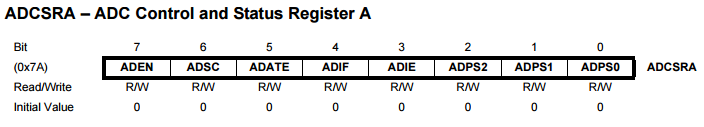 ADCSRA – ADC Control and Status Register A
Bit 7 6 5 4 3 2 1 0
(0x7A) ADEN ADSC ADATE ADIF ADIE ADPS2 ADPS1 ADPS0 ADCSRA
Read/Write R/W R/W R/W R/W R/W R/W R/W R/W
Initial Value 0 0 0 0 0 0 0 0